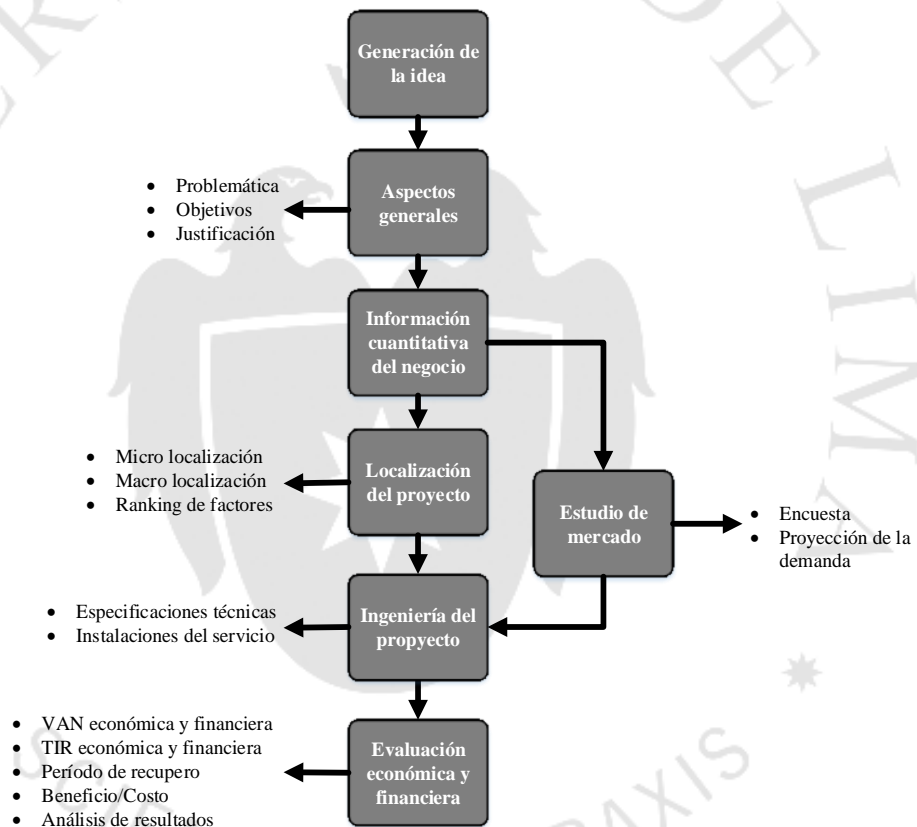 Generación de
la idea
Aspectos
generales
• Problemática
• Objetivos
• Justificación
Información
cuantitativa
del negocio
Localización
del proyecto
• Micro localización
• Macro localización
• Ranking de factores
Estudio de
mercado
• Encuesta
• Proyección de la
demanda
Ingeniería del
propyecto
• Especificaciones técnicas
• Instalaciones del servicio
Evaluación
económica y
financiera
• VAN económica y financiera
• TIR económica y financiera
• Período de recupero
• Beneficio/Costo
• Análisis de resultados
DE LIMA